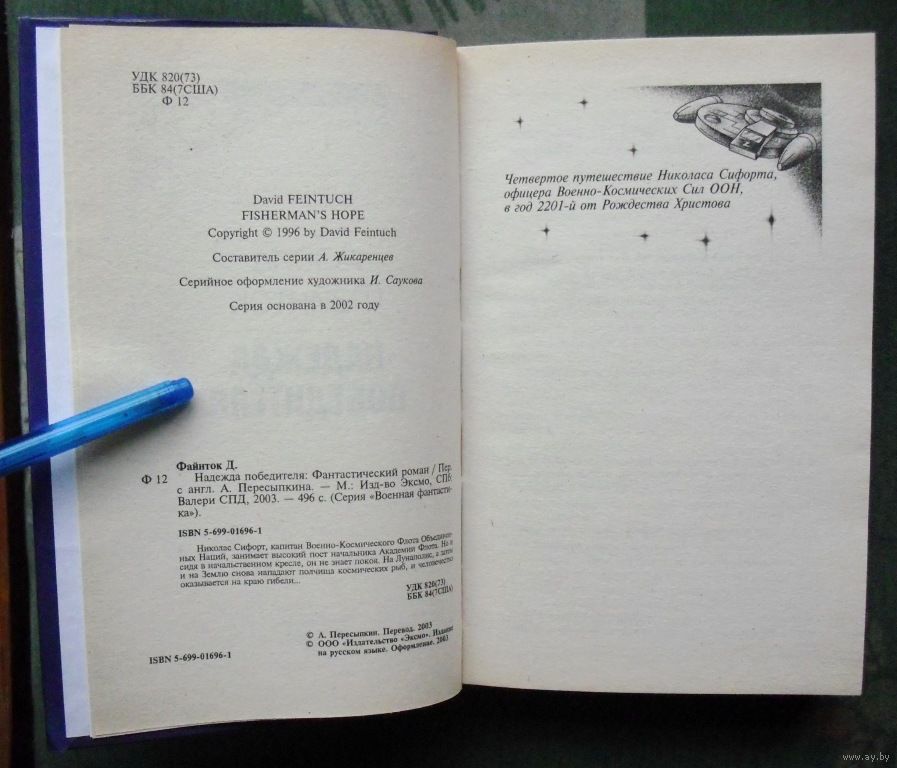 УДК 820(73)
ББК 84(7США)
Ф 12
David FEINTUCH
FISHERMAN'S HOPE
Copyright © 1996 by David Feintuch
Составитель серии А. Жикаренцев
Серийное оформление художника И. Саукова
Серия основана в 2002 году
Файнток Д.
Ф 12 Надежда победителя: Фантастический роман / Пер.
с англ. А. Пересыпкина. — М.: Изд-во Эксмо, СПб:
Валери СПД, 2003. — 496 с. (Серия «Военная фантасти-
ка»).
ISBN 5-699-01696-1
Николас Сифорт, капитан Военно-Космического Флота Объединен-
ных Наций, занимает высокий пост начальника Академии Флота. Но и
сидя в начальственном кресле, он не знает покоя. На Лунаполис, а затем
и на Землю снова нападают полчища космических рыб, и человечество
оказывается на краю гибели...
УДК 820(73)
ББК 84(7США)
© А. Пересыпкин. Перевод. 2003
© ООО «Издательство «Эксмо». Издание
на русском языке. Оформление. 2003
ISBN 5-699-01696-1
Четвертое путешествие Николаса Сифорта,
офицера Военно-Космических Сил ООН,
в год 2201-й от Рождества Христова
www.ay.by